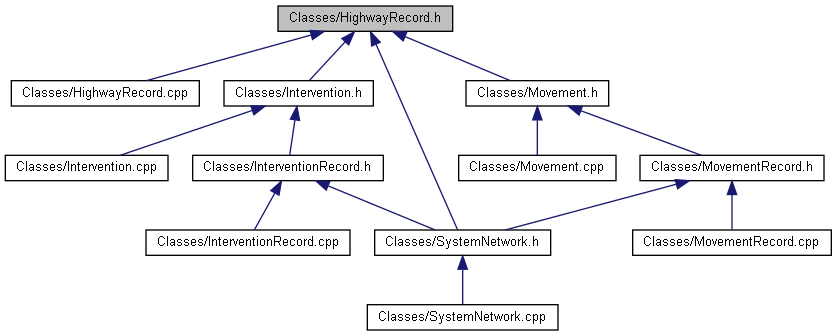 Classes/HighwayRecord.h
Classes/HighwayRecord.cpp
Classes/Intervention.h
Classes/Movement.h
Classes/Intervention.cpp
Classes/InterventionRecord.h
Classes/Movement.cpp
Classes/MovementRecord.h
Classes/InterventionRecord.cpp
Classes/SystemNetwork.h
Classes/MovementRecord.cpp
Classes/SystemNetwork.cpp